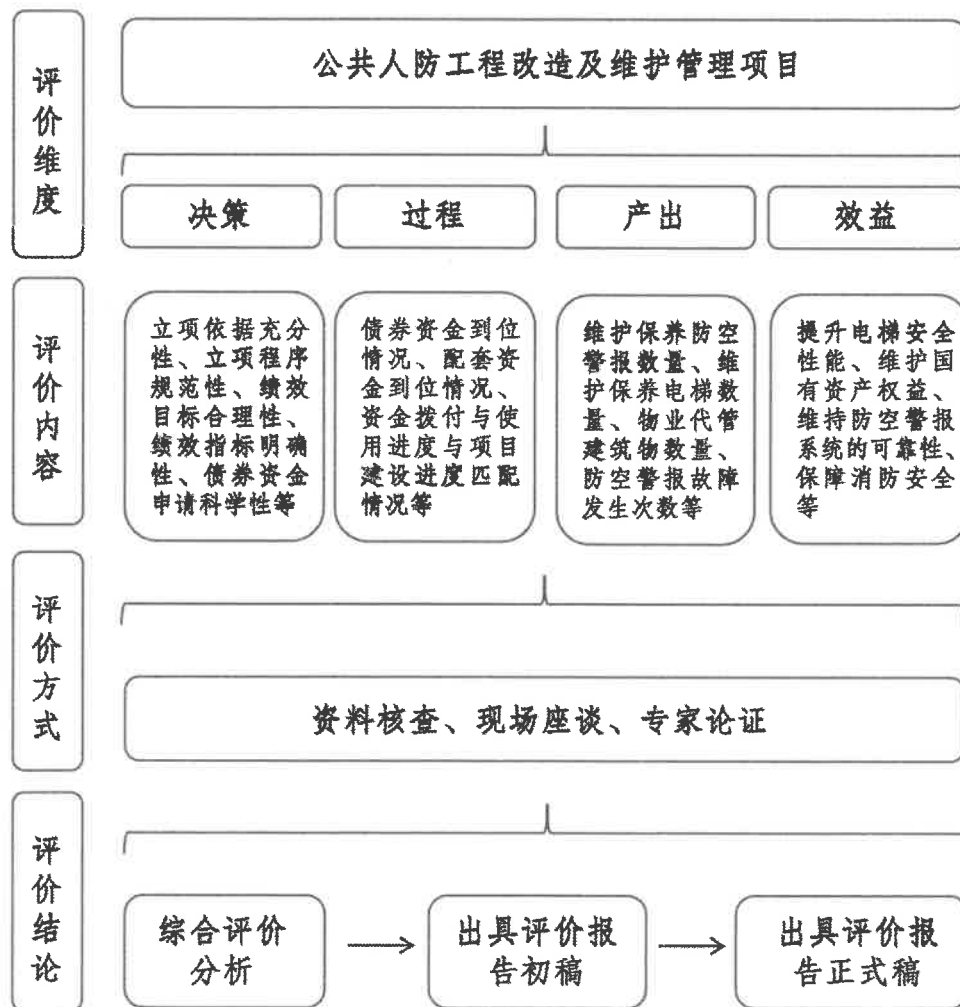 评价维度
公共人防工程改造及维护管理项目
决策
过程
产出
效益
评价内容
立项依据充分
性、立项程序
规范性、绩效
目标合理性、
绩效指标明确
性、债券资金
申请科学性等
债券资金到位
情况、配套资
金到位情况、
资金拨付与使
用进度与项目
建设进度匹配
情况等
维护保养防空
警报数量、维
护保养电梯数
量、物业代管
建筑物数量、
防空警报故障
发生次数等
提升电梯安全
性能、维护国
有资产权益、
维持防空警报
系统的可靠性、
保障消防安全
等
评价方式
资料核查、现场座谈、专家论证
评价结论
综合评价
分析
出具评价报
告初稿
出具评价报
告正式稿